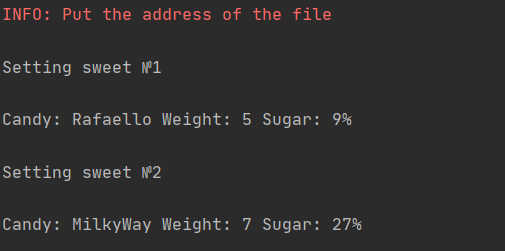 INFO: Put the address of the file
Setting sweet №1
Candy: Rafaello Weight: 5 Sugar: 9%
Setting sweet №2
Candy: MilkyWay Weight: 7 Sugar: 27%